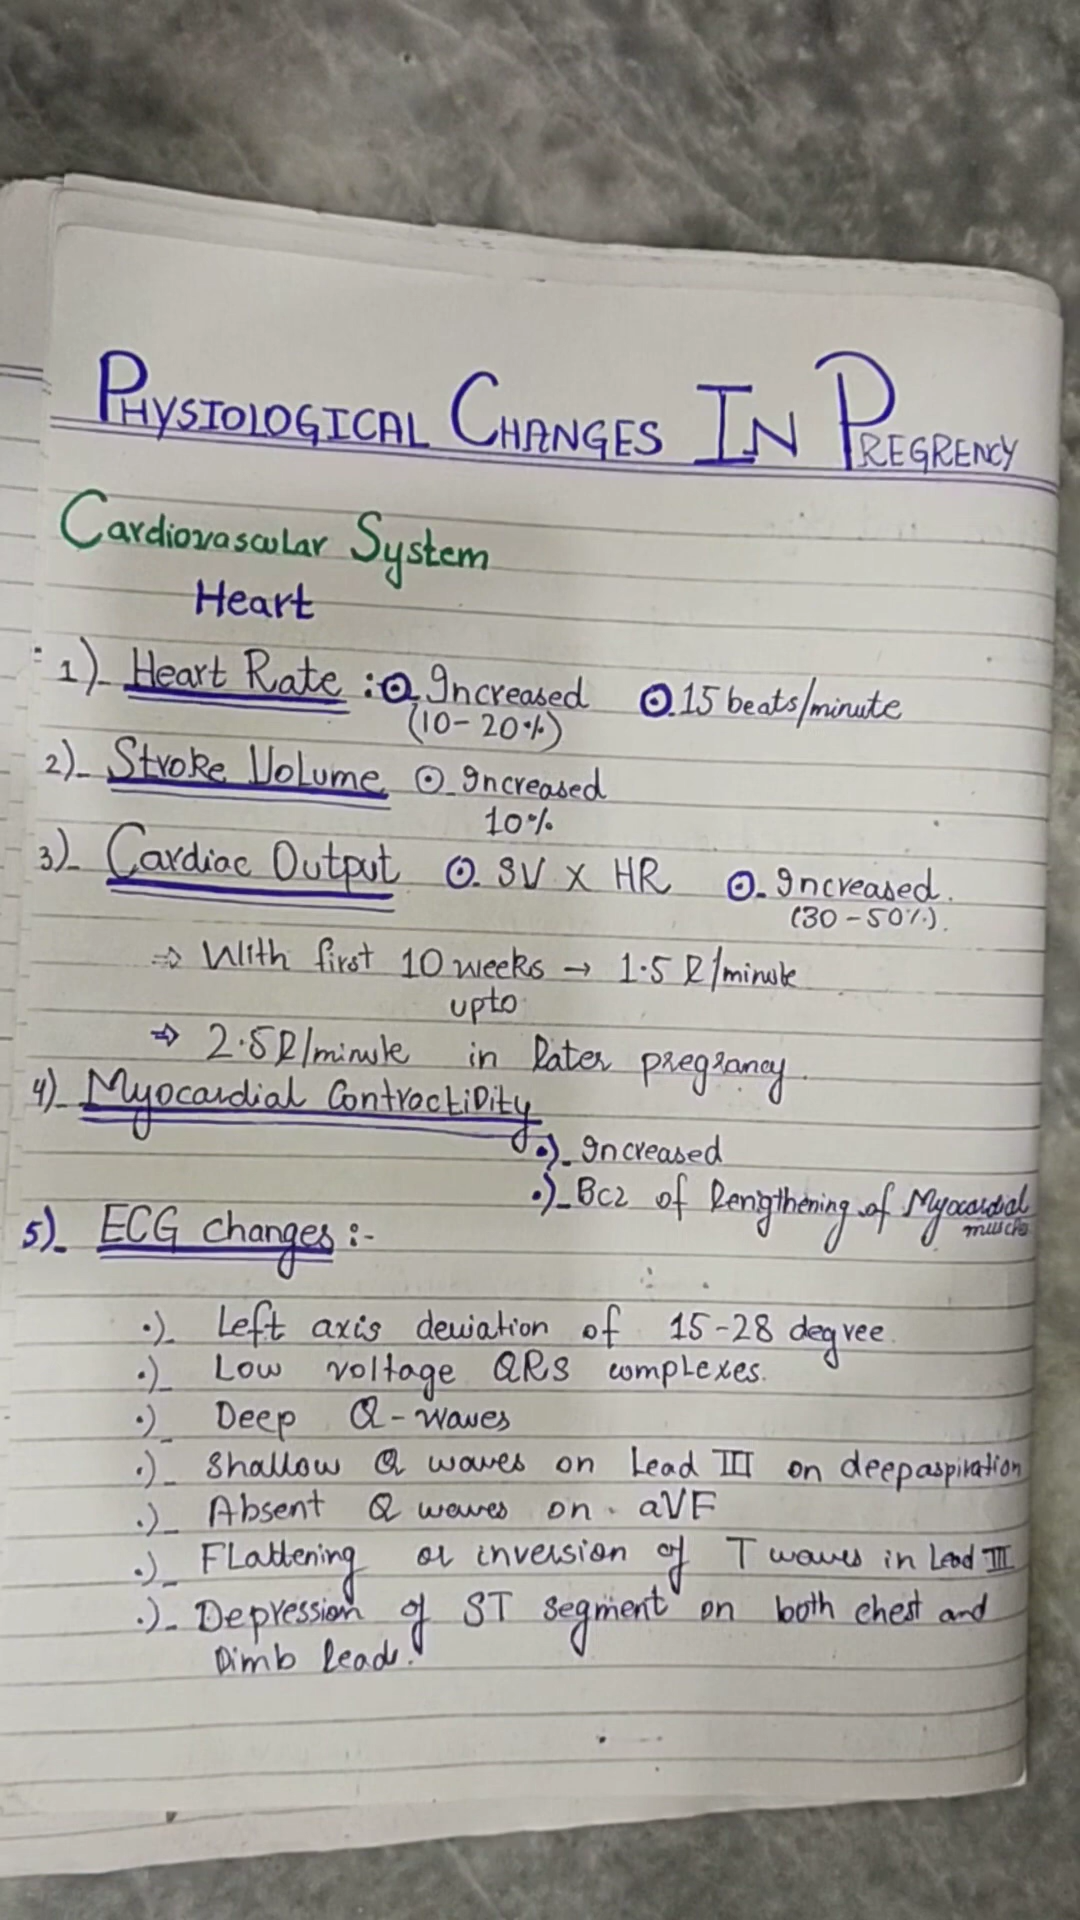 PHYSIOLOGICAL CHANGES IN PREGRENCY
Cardiovascular System
Heart
1)_ Heart Rate : Increased 15 beats/minute
(10-20%)
2)_ Stroke Volume Increased
10%
3)_ Cardiac Output SV X HR Increased.
(30-50%).
⇒ With first 10 weeks → 1.5 l/minute
upto
⇒ 2.5l/minute in later pregnancy.
4)_ Myocardial Contractility
•)_ Increased
•)_ Bcz of lengthening of Myocardial
muscle
5)_ ECG changes :-
•)_ Left axis deviation of 15-28 degree.
•)_ Low voltage QRS complexes.
•)_ Deep Q-waves
•)_ Shallow Q waves on Lead III on deepaspiration
•)_ Absent Q waves on. aVF
•)_ Flattening or inversion of T waves in Lead III
•)_ Depression of ST segment on both chest and
limb leads.